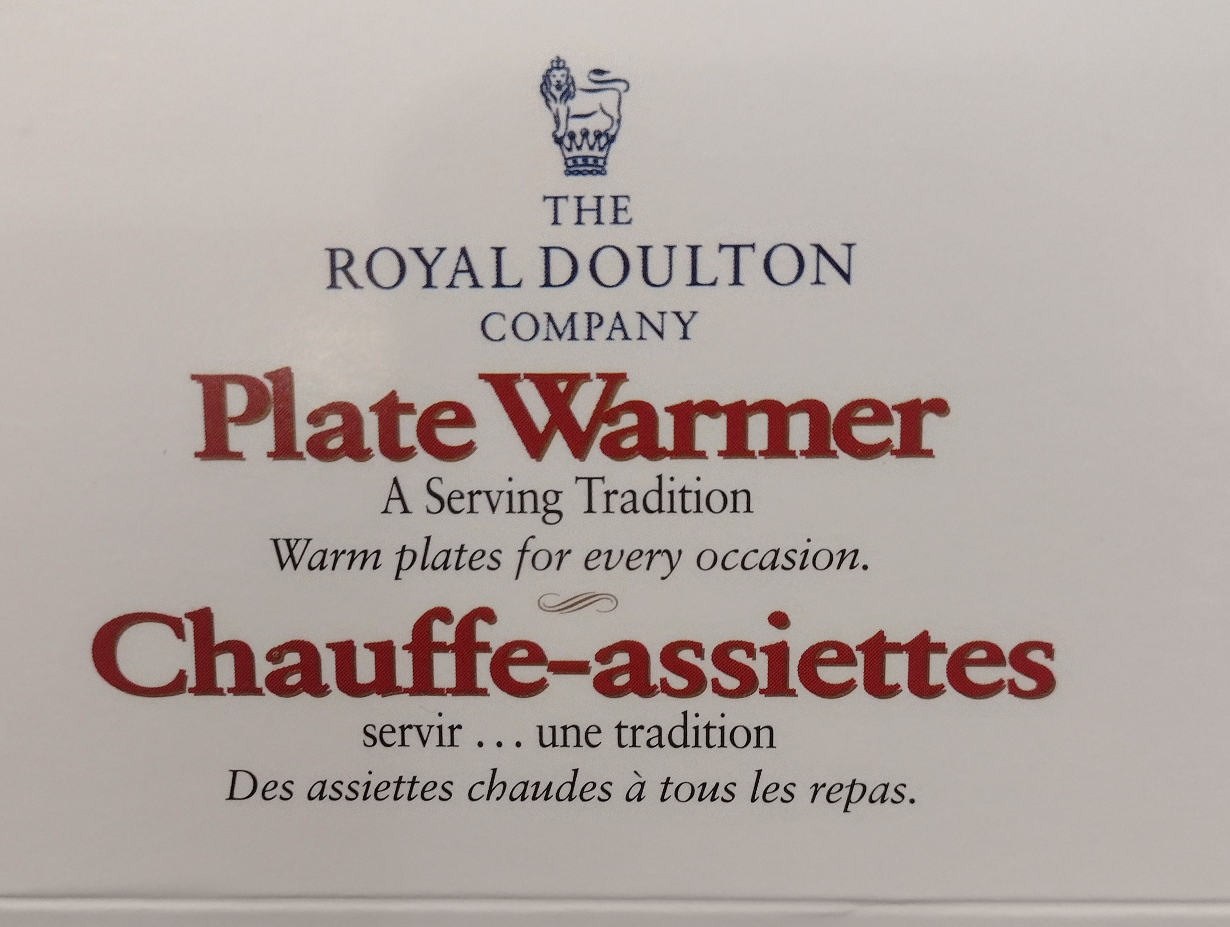 THE
ROYAL DOULTON
COMPANY
Plate Warmer
A Serving Tradition
Warm plates for every occasion.
Chauffe-assiettes
servir ... une tradition
Des assiettes chaudes à tous les repas.